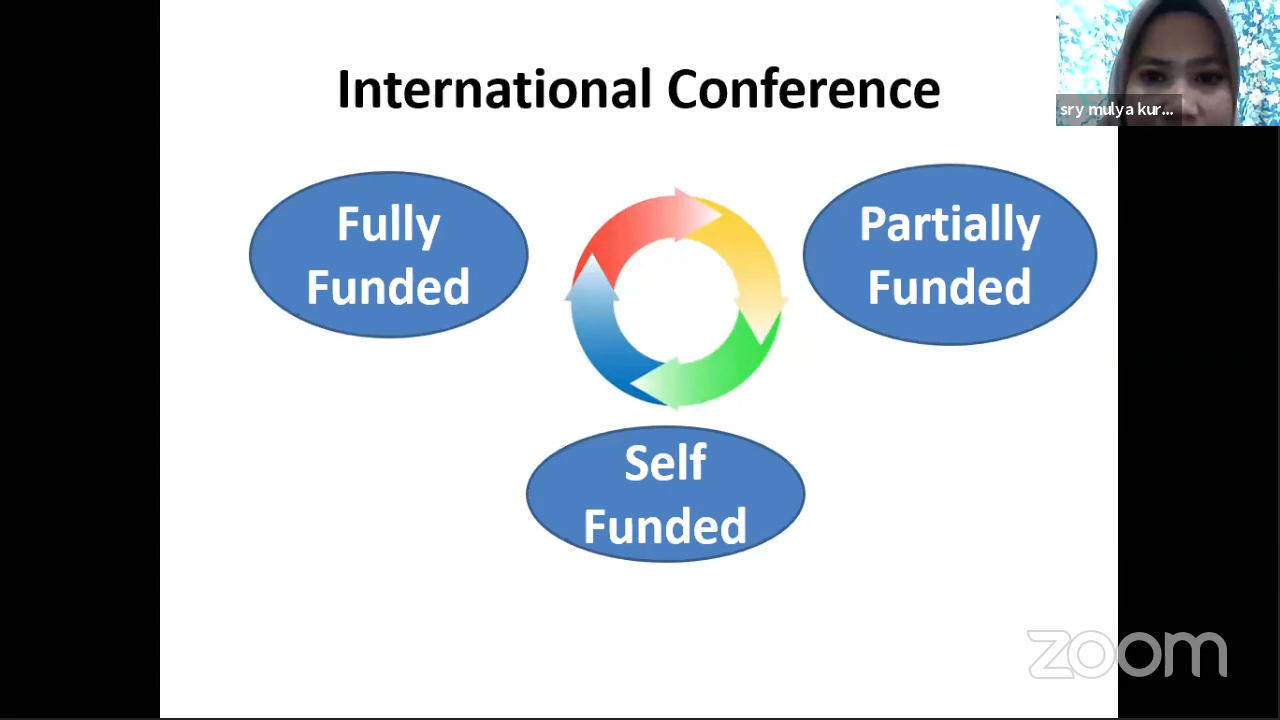 International Conference
sry mulya kur...
Fully
Funded
Partially
Funded
Self
Funded
zoom